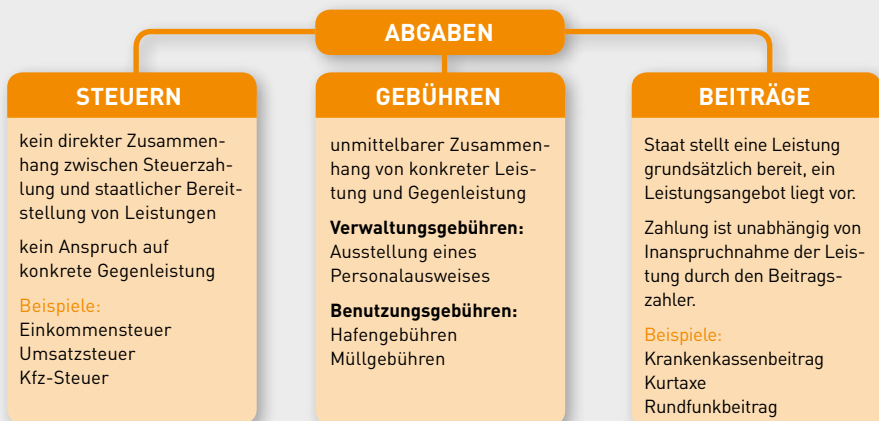 ABGABEN
STEUERN
kein direkter Zusammen-
hang zwischen Steuerzah-
lung und staatlicher Bereit-
stellung von Leistungen
kein Anspruch auf
konkrete Gegenleistung
Beispiele:
Einkommensteuer
Umsatzsteuer
Kfz-Steuer
GEBÜHREN
unmittelbarer Zusammen-
hang von konkreter Leis-
tung und Gegenleistung
Verwaltungsgebühren:
Ausstellung eines
Personalausweises
Benutzungsgebühren:
Hafengebühren
Müllgebühren
BEITRÄGE
Staat stellt eine Leistung
grundsätzlich bereit, ein
Leistungsangebot liegt vor.
Zahlung ist unabhängig von
Inanspruchnahme der Leis-
tung durch den Beitrags-
zahler.
Beispiele:
Krankenkassenbeitrag
Kurtaxe
Rundfunkbeitrag